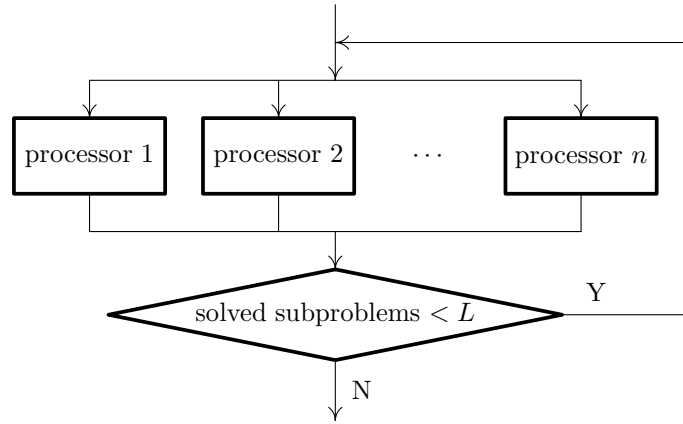 processor 1
processor 2
...
processor n
solved subproblems < L
Y
N